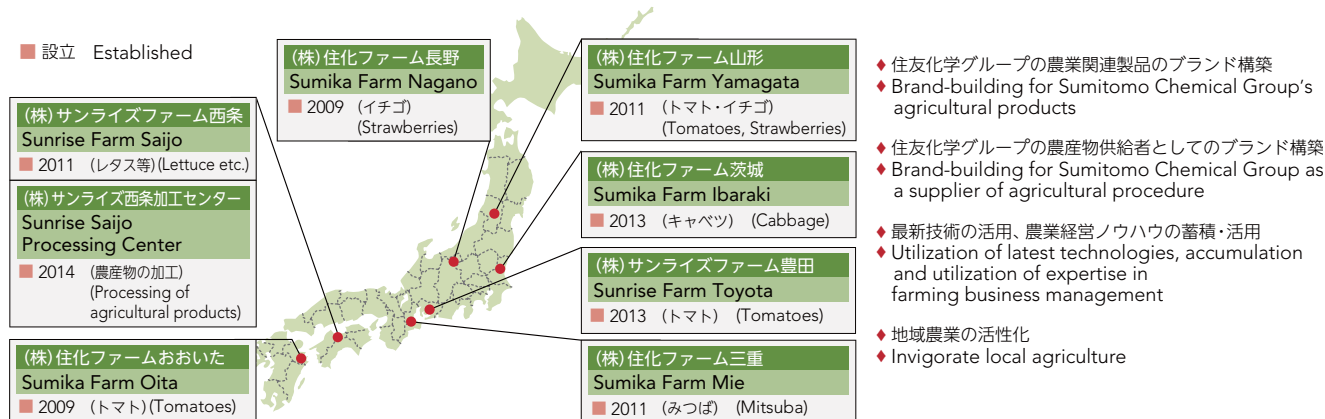 設立 Established
(株)サンライズファーム西条
Sunrise Farm Saijo
2011 (レタス等)(Lettuce etc.)
(株)サンライズ西条加工センター
Sunrise Saijo
Processing Center
2014 (農産物の加工)
(Processing of
agricultural products)
(株)住化ファームおおいた
Sumika Farm Oita
2009 (トマト)(Tomatoes)
(株)住化ファーム長野
Sumika Farm Nagano
2009 (イチゴ)
(Strawberries)
(株)住化ファーム山形
Sumika Farm Yamagata
2011 (トマト・イチゴ)
(Tomatoes, Strawberries)
(株)住化ファーム茨城
Sumika Farm Ibaraki
2013 (キャベツ) (Cabbage)
(株)サンライズファーム豊田
Sunrise Farm Toyota
2013 (トマト) (Tomatoes)
(株)住化ファーム三重
Sumika Farm Mie
2011 (みつば) (Mitsuba)
♦ 住友化学グループの農業関連製品のブランド構築
♦ Brand-building for Sumitomo Chemical Group's
agricultural products
♦ 住友化学グループの農産物供給者としてのブランド構築
♦ Brand-building for Sumitomo Chemical Group as
a supplier of agricultural procedure
♦ 最新技術の活用、農業経営ノウハウの蓄積・活用
♦ Utilization of latest technologies, accumulation
and utilization of expertise in
farming business management
♦ 地域農業の活性化
♦ Invigorate local agriculture